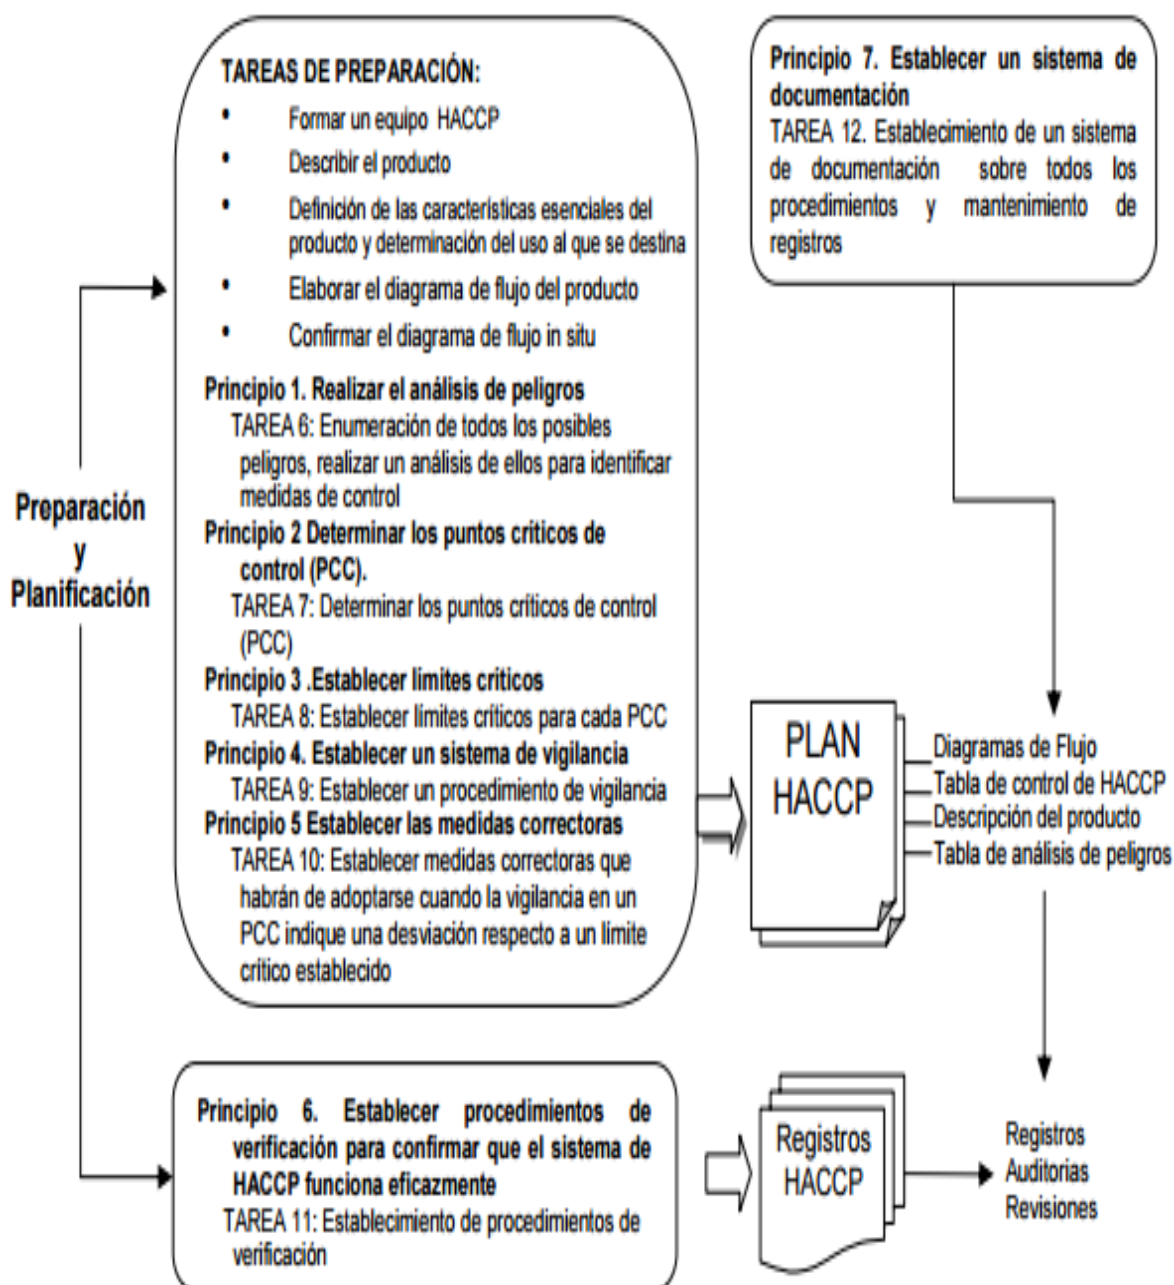 TAREAS DE PREPARACIÓN:
• Formar un equipo HACCP
• Describir el producto
• Definición de las características esenciales del
producto y determinación del uso al que se destina
• Elaborar el diagrama de flujo del producto
• Confirmar el diagrama de flujo in situ
Principio 1. Realizar el análisis de peligros
TAREA 6: Enumeración de todos los posibles
peligros, realizar un análisis de ellos para identificar
medidas de control
Principio 2 Determinar los puntos críticos de
control (PCC).
TAREA 7: Determinar los puntos críticos de control
(PCC)
Principio 3 .Establecer limites criticos
TAREA 8: Establecer limites críticos para cada PCC
Principio 4. Establecer un sistema de vigilancia
TAREA 9: Establecer un procedimiento de vigilancia
Principio 5 Establecer las medidas correctoras
TAREA 10: Establecer medidas correctoras que
habrán de adoptarse cuando la vigilancia en un
PCC indique una desviación respecto a un límite
crítico establecido
Principio 7. Establecer un sistema de
documentación
TAREA 12. Establecimiento de un sistema
de documentación sobre todos los
procedimientos y mantenimiento de
registros
Preparación
y
Planificación
PLAN
HACCP
Diagramas de Flujo
Tabla de control de HACCP
Descripción del producto
Tabla de análisis de peligros
Principio 6. Establecer procedimientos de
verificación para confirmar que el sistema de
HACCP funciona eficazmente
TAREA 11: Establecimiento de procedimientos de
verificación
Registros
HACCP
Registros
Auditorias
Revisiones